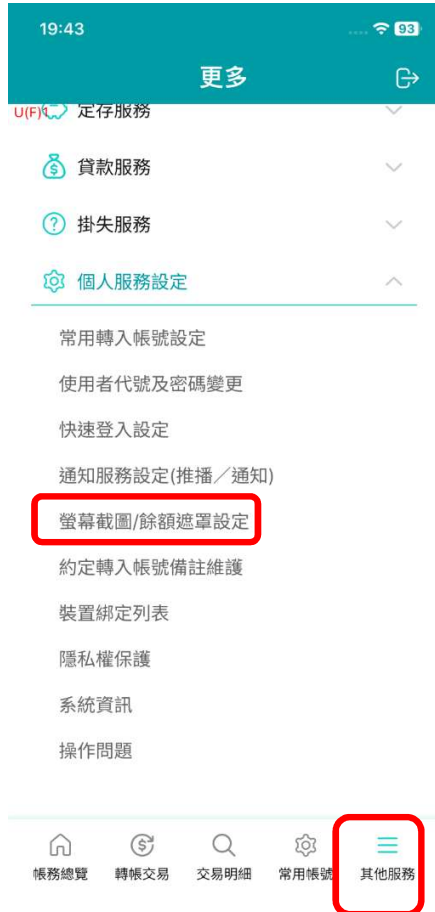 19:43
93
更多
U(F)1
定存服務
貸款服務
掛失服務
個人服務設定
常用轉入帳號設定
使用者代號及密碼變更
快速登入設定
通知服務設定(推播／通知)
螢幕截圖/餘額遮罩設定
約定轉入帳號備註維護
裝置綁定列表
隱私權保護
系統資訊
操作問題
帳務總覽 轉帳交易 交易明細 常用帳號 其他服務